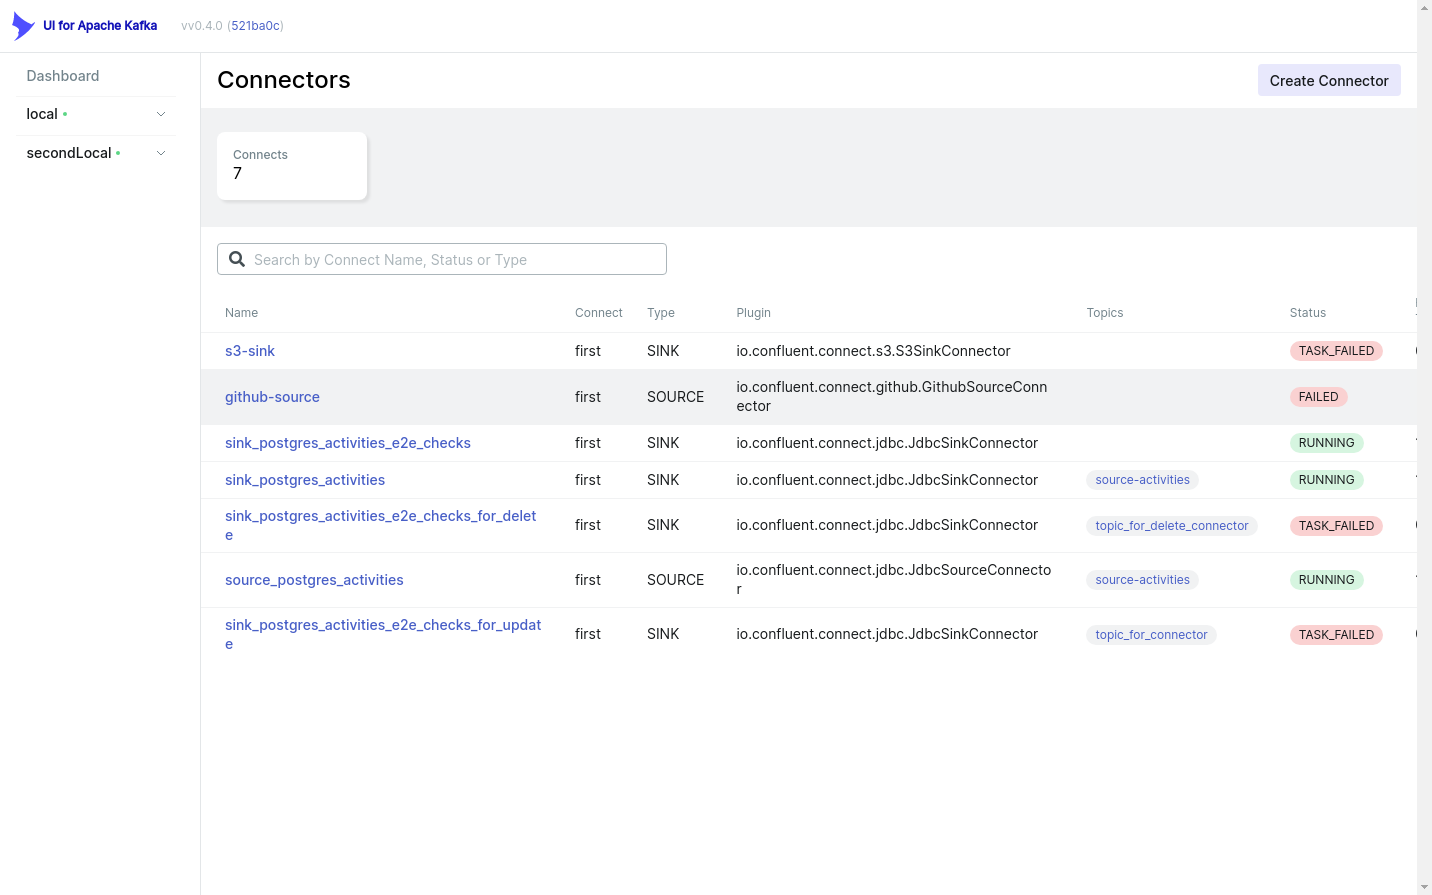 UI for Apache Kafka vv0.4.0 (521ba0c)
Dashboard
local
secondLocal
Connectors
Create Connector
Connects
7
Search by Connect Name, Status or Type
Name Connect Type Plugin Topics Status
s3-sink first SINK io.confluent.connect.s3.S3SinkConnector TASK_FAILED
github-source first SOURCE io.confluent.connect.github.GithubSourceConn
ector FAILED
sink_postgres_activities_e2e_checks first SINK io.confluent.connect.jdbc.JdbcSinkConnector RUNNING
sink_postgres_activities first SINK io.confluent.connect.jdbc.JdbcSinkConnector source-activities RUNNING
sink_postgres_activities_e2e_checks_for_delet
e first SINK io.confluent.connect.jdbc.JdbcSinkConnector topic_for_delete_connector TASK_FAILED
source_postgres_activities first SOURCE io.confluent.connect.jdbc.JdbcSourceConnecto
r source-activities RUNNING
sink_postgres_activities_e2e_checks_for_updat
e first SINK io.confluent.connect.jdbc.JdbcSinkConnector topic_for_connector TASK_FAILED